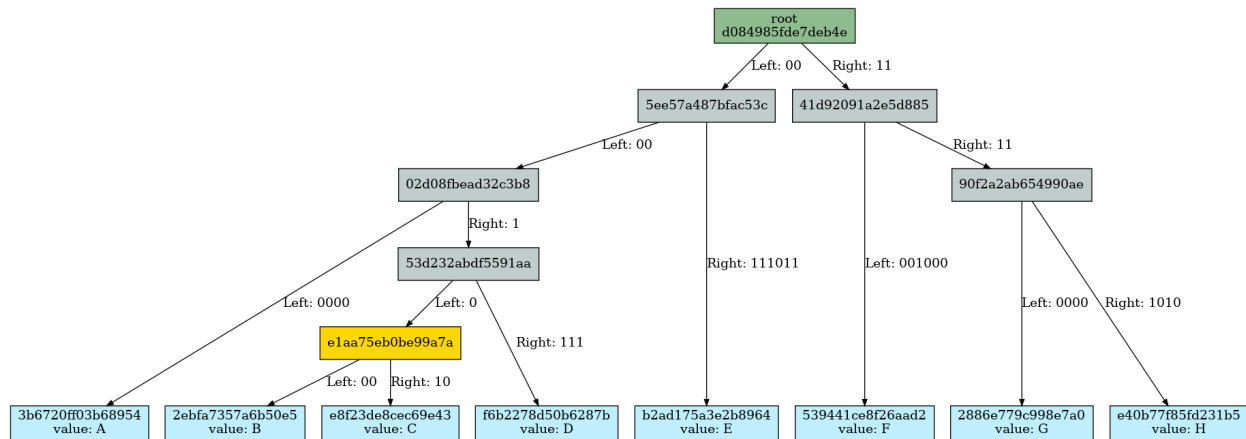 root
d084985fde7deb4e
Left: 00
Right: 11
5ee57a487bfac53c
41d92091a2e5d885
Left: 00
Right: 11
02d08fbead32c3b8
90f2a2ab654990ae
Right: 1
53d232abdf5591aa
Right: 111011
Left: 001000
Left: 0000
Left: 0
Left: 0000
Right: 1010
e1aa75eb0be99a7a
Right: 111
Left: 00
Right: 10
3b6720ff03b68954
value: A
2ebfa7357a6b50e5
value: B
e8f23de8cec69e43
value: C
f6b2278d50b6287b
value: D
b2ad175a3e2b8964
value: E
539441ce8f26aad2
value: F
2886e779c998e7a0
value: G
e40b77f85fd231b5
value: H